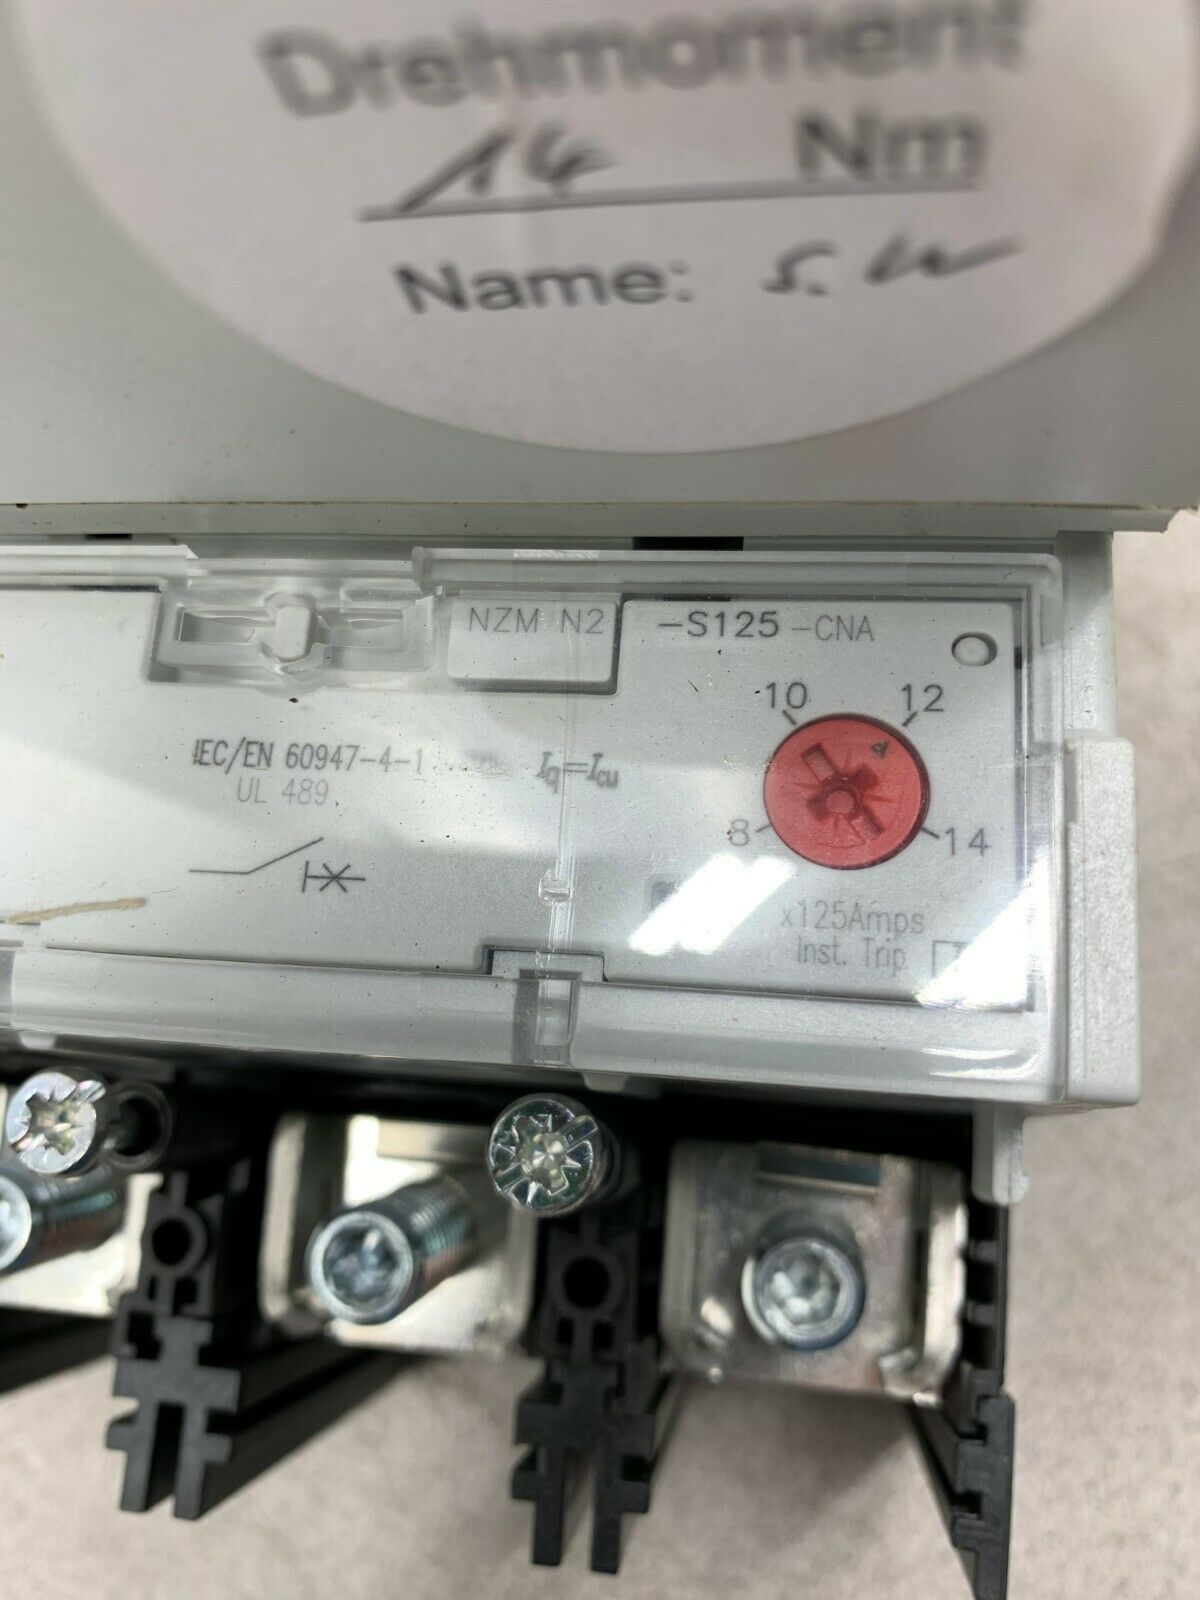 Drehmoment
14 Nm
Name: S.W
NZM N2 -S125-CNA
10 12
IEC/EN 60947-4-1 Iq=Icu
UL 489
8 14
x125Amps
Inst. Trip